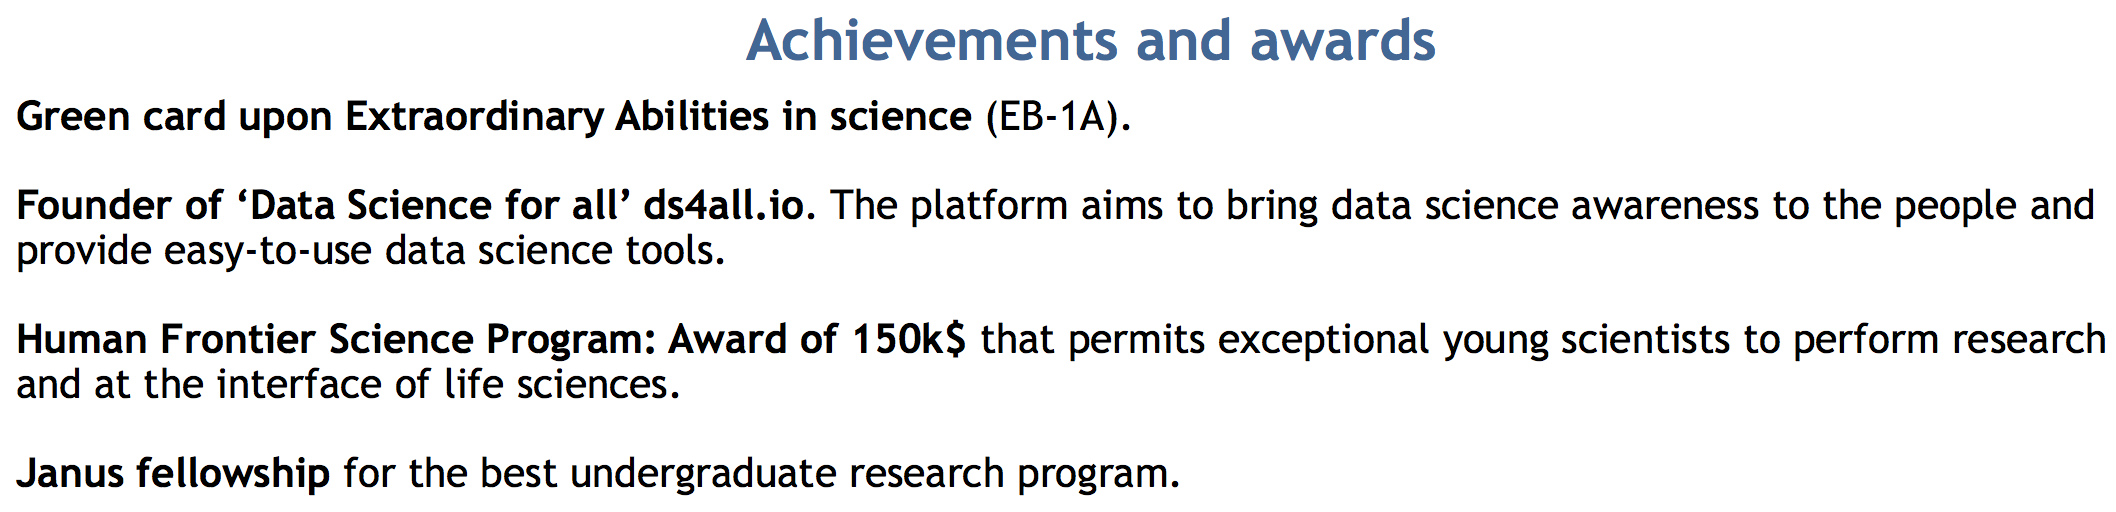 Achievements and awards
Green card upon Extraordinary Abilities in science (EB-1A).
Founder of ‘Data Science for all’ ds4all.io. The platform aims to bring data science awareness to the people and
provide easy-to-use data science tools.
Human Frontier Science Program: Award of 150k$ that permits exceptional young scientists to perform research
and at the interface of life sciences.
Janus fellowship for the best undergraduate research program.